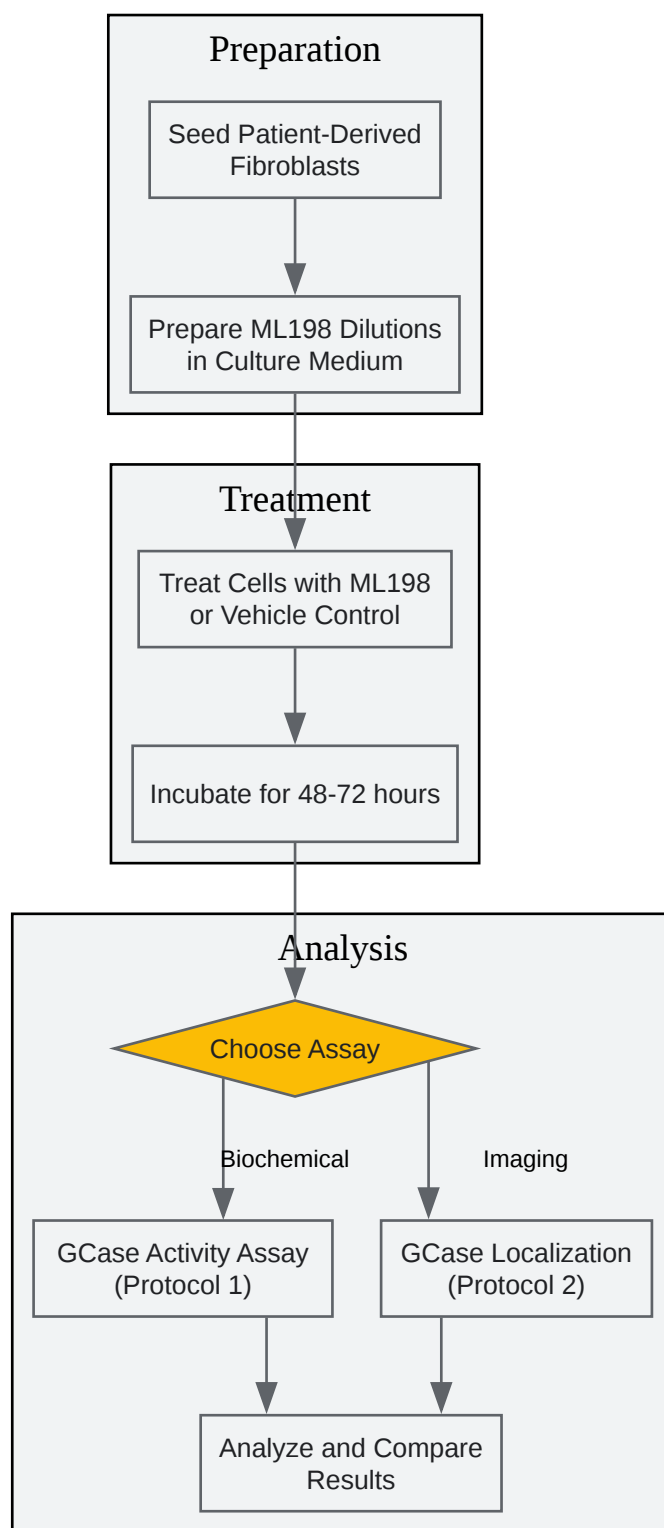 Preparation
Seed Patient-Derived
Fibroblasts
Prepare ML198 Dilutions
in Culture Medium
Treatment
Treat Cells with ML198
or Vehicle Control
Incubate for 48-72 hours
Analysis
Choose Assay
Biochemical
Imaging
GCase Activity Assay
(Protocol 1)
GCase Localization
(Protocol 2)
Analyze and Compare
Results